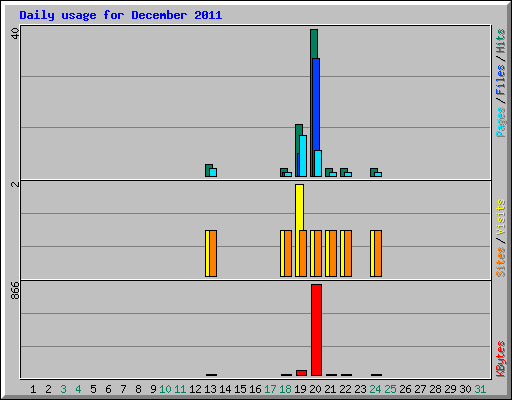 Daily usage for December 2011
40
Pages/Files/Hits
2
Sites/Visits
866
KBytes
1 2 3 4 5 6 7 8 9 10 11 12 13 14 15 16 17 18 19 20 21 22 23 24 25 26 27 28 29 30 31